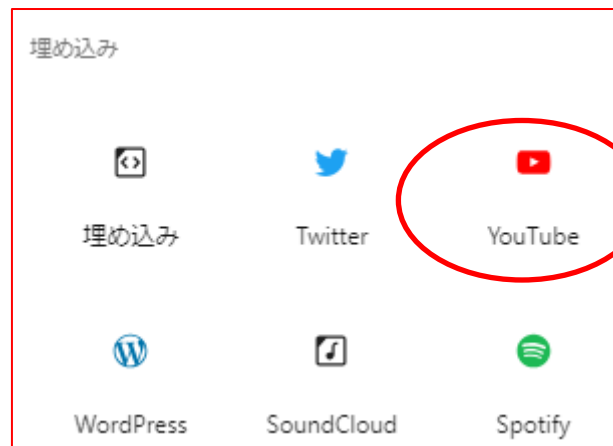 埋め込み
埋め込み Twitter YouTube
WordPress SoundCloud Spotify